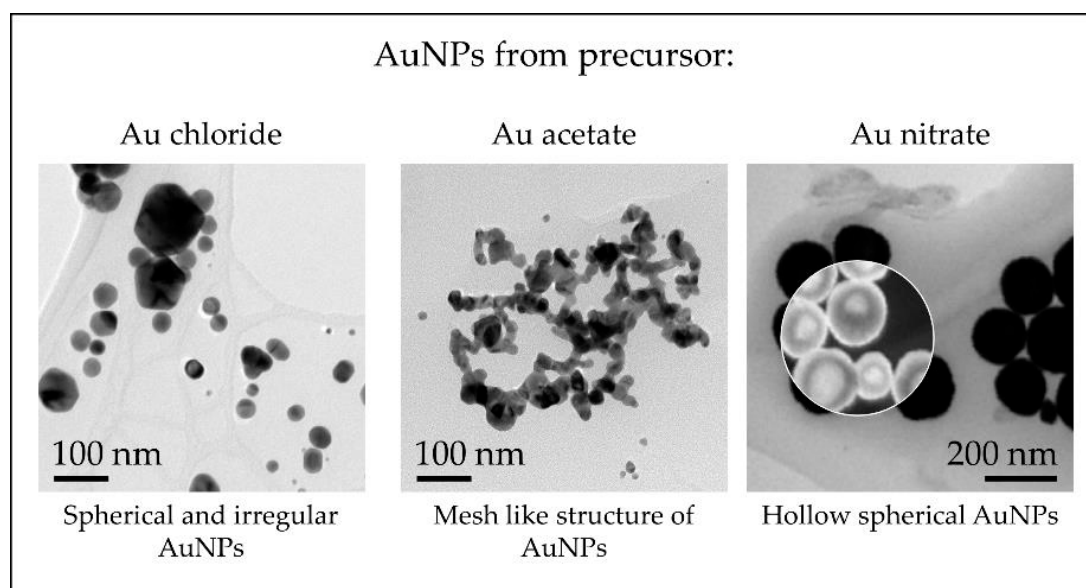 AuNPs from precursor:
Au chloride
Au acetate
Au nitrate
100 nm
100 nm
200 nm
Spherical and irregular
AuNPs
Mesh like structure of
AuNPs
Hollow spherical AuNPs